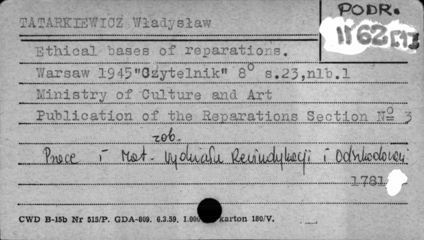 PODR.
TATARKIEWICZ Władysław
II 62513
Ethical bases of reparations.
Warsaw 1945"Czytelnik" 8° s.23,nlb.1
Ministry of Culture and Art
Publication of the Reparations Section № 3
zob.
Prace i Mat. Wydziału Rewindykacji i Odszkodowań
1781
CWD B-15b Nr 515/P. GDA-809. 6.3.59. 1.000 karton 180/V.